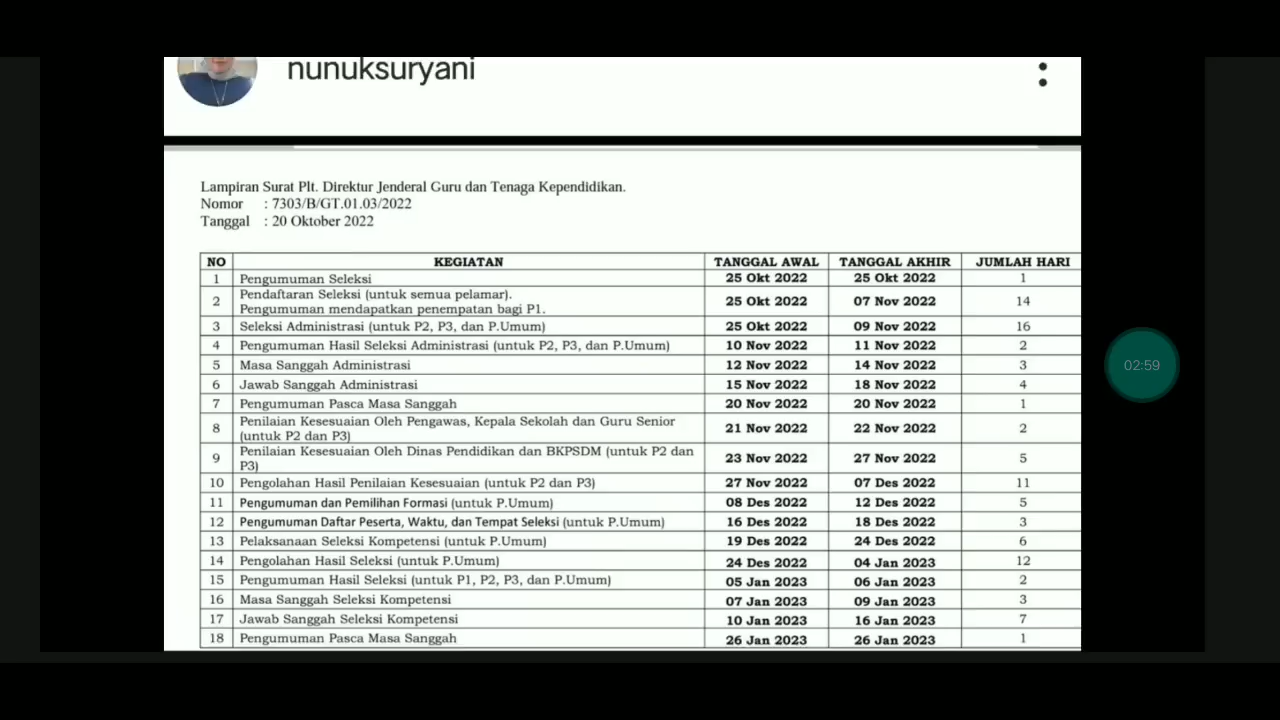 nunuksuryani
Lampiran Surat Plt. Direktur Jenderal Guru dan Tenaga Kependidikan.
Nomor : 7303/B/GT.01.03/2022
Tanggal : 20 Oktober 2022
NO KEGIATAN TANGGAL AWAL TANGGAL AKHIR JUMLAH HARI
1 Pengumuman Seleksi 25 Okt 2022 25 Okt 2022 1
2 Pendaftaran Seleksi (untuk semua pelamar).
Pengumuman mendapatkan penempatan bagi P1. 25 Okt 2022 07 Nov 2022 14
3 Seleksi Administrasi (untuk P2, P3, dan P.Umum) 25 Okt 2022 09 Nov 2022 16
4 Pengumuman Hasil Seleksi Administrasi (untuk P2, P3, dan P.Umum) 10 Nov 2022 11 Nov 2022 2
5 Masa Sanggah Administrasi 12 Nov 2022 14 Nov 2022 3
6 Jawab Sanggah Administrasi 15 Nov 2022 18 Nov 2022 4
7 Pengumuman Pasca Masa Sanggah 20 Nov 2022 20 Nov 2022 1
8 Penilaian Kesesuaian Oleh Pengawas, Kepala Sekolah dan Guru Senior
(untuk P2 dan P3) 21 Nov 2022 22 Nov 2022 2
9 Penilaian Kesesuaian Oleh Dinas Pendidikan dan BKPSDM (untuk P2 dan
P3) 23 Nov 2022 27 Nov 2022 5
10 Pengolahan Hasil Penilaian Kesesuaian (untuk P2 dan P3) 27 Nov 2022 07 Des 2022 11
11 Pengumuman dan Pemilihan Formasi (untuk P.Umum) 08 Des 2022 12 Des 2022 5
12 Pengumuman Daftar Peserta, Waktu, dan Tempat Seleksi (untuk P.Umum) 16 Des 2022 18 Des 2022 3
13 Pelaksanaan Seleksi Kompetensi (untuk P.Umum) 19 Des 2022 24 Des 2022 6
14 Pengolahan Hasil Seleksi (untuk P.Umum) 24 Des 2022 04 Jan 2023 12
15 Pengumuman Hasil Seleksi (untuk P1, P2, P3, dan P.Umum) 05 Jan 2023 06 Jan 2023 2
16 Masa Sanggah Seleksi Kompetensi 07 Jan 2023 09 Jan 2023 3
17 Jawab Sanggah Seleksi Kompetensi 10 Jan 2023 16 Jan 2023 7
18 Pengumuman Pasca Masa Sanggah 26 Jan 2023 26 Jan 2023 1
02:59